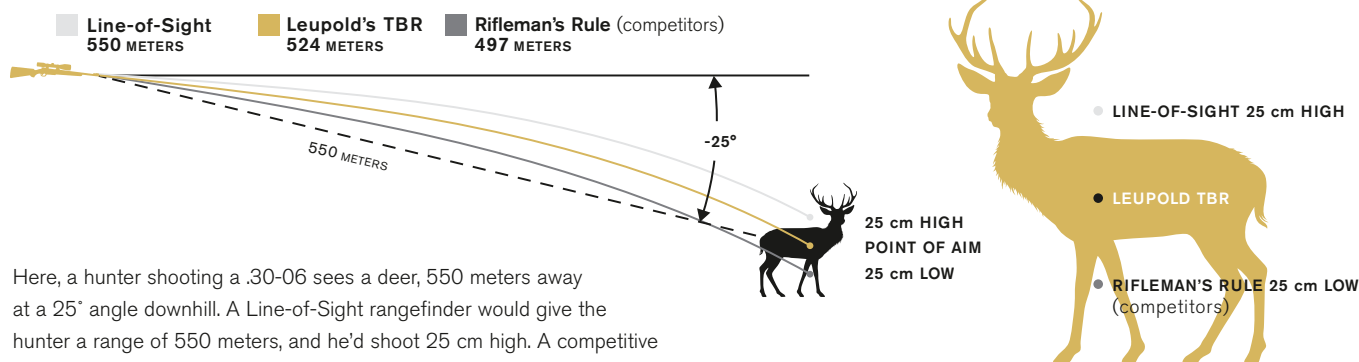 Line-of-Sight
550 METERS
Leupold’s TBR
524 METERS
Rifleman’s Rule (competitors)
497 METERS
550 METERS
-25°
25 cm HIGH
POINT OF AIM
25 cm LOW
LINE-OF-SIGHT 25 cm HIGH
LEUPOLD TBR
RIFLEMAN’S RULE 25 cm LOW
(competitors)
Here, a hunter shooting a .30-06 sees a deer, 550 meters away
at a 25° angle downhill. A Line-of-Sight rangefinder would give the
hunter a range of 550 meters, and he’d shoot 25 cm high. A competitive